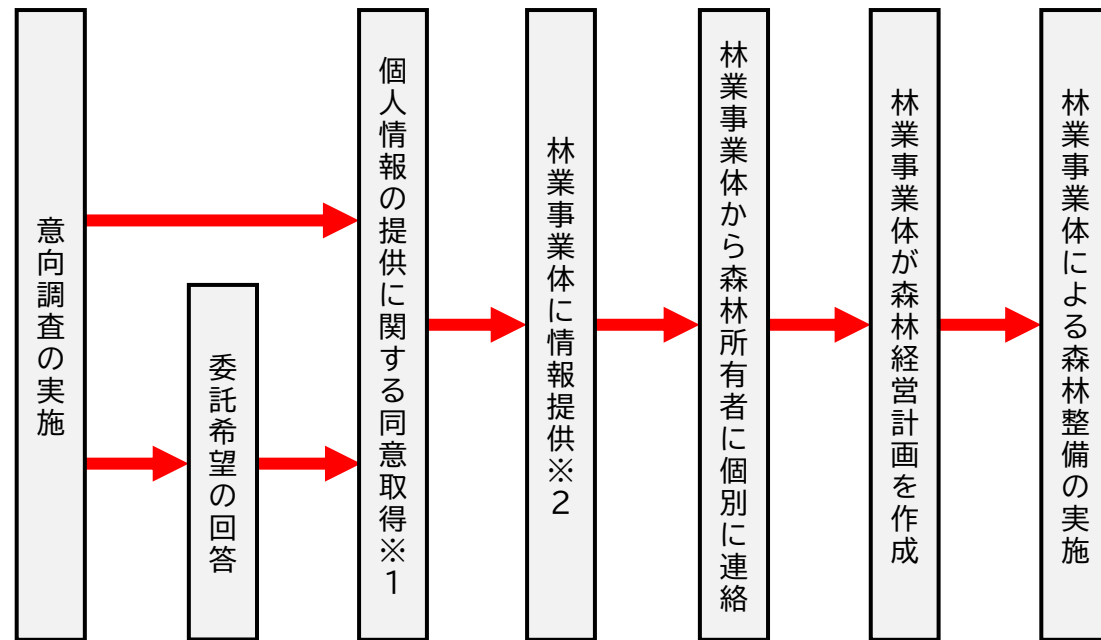 意向調査の実施
委託希望の回答
個人情報の提供に関する同意取得※1
林業事業体に情報提供※2
林業事業体から森林所有者に個別に連絡
林業事業体が森林経営計画を作成
林業事業体による森林整備の実施